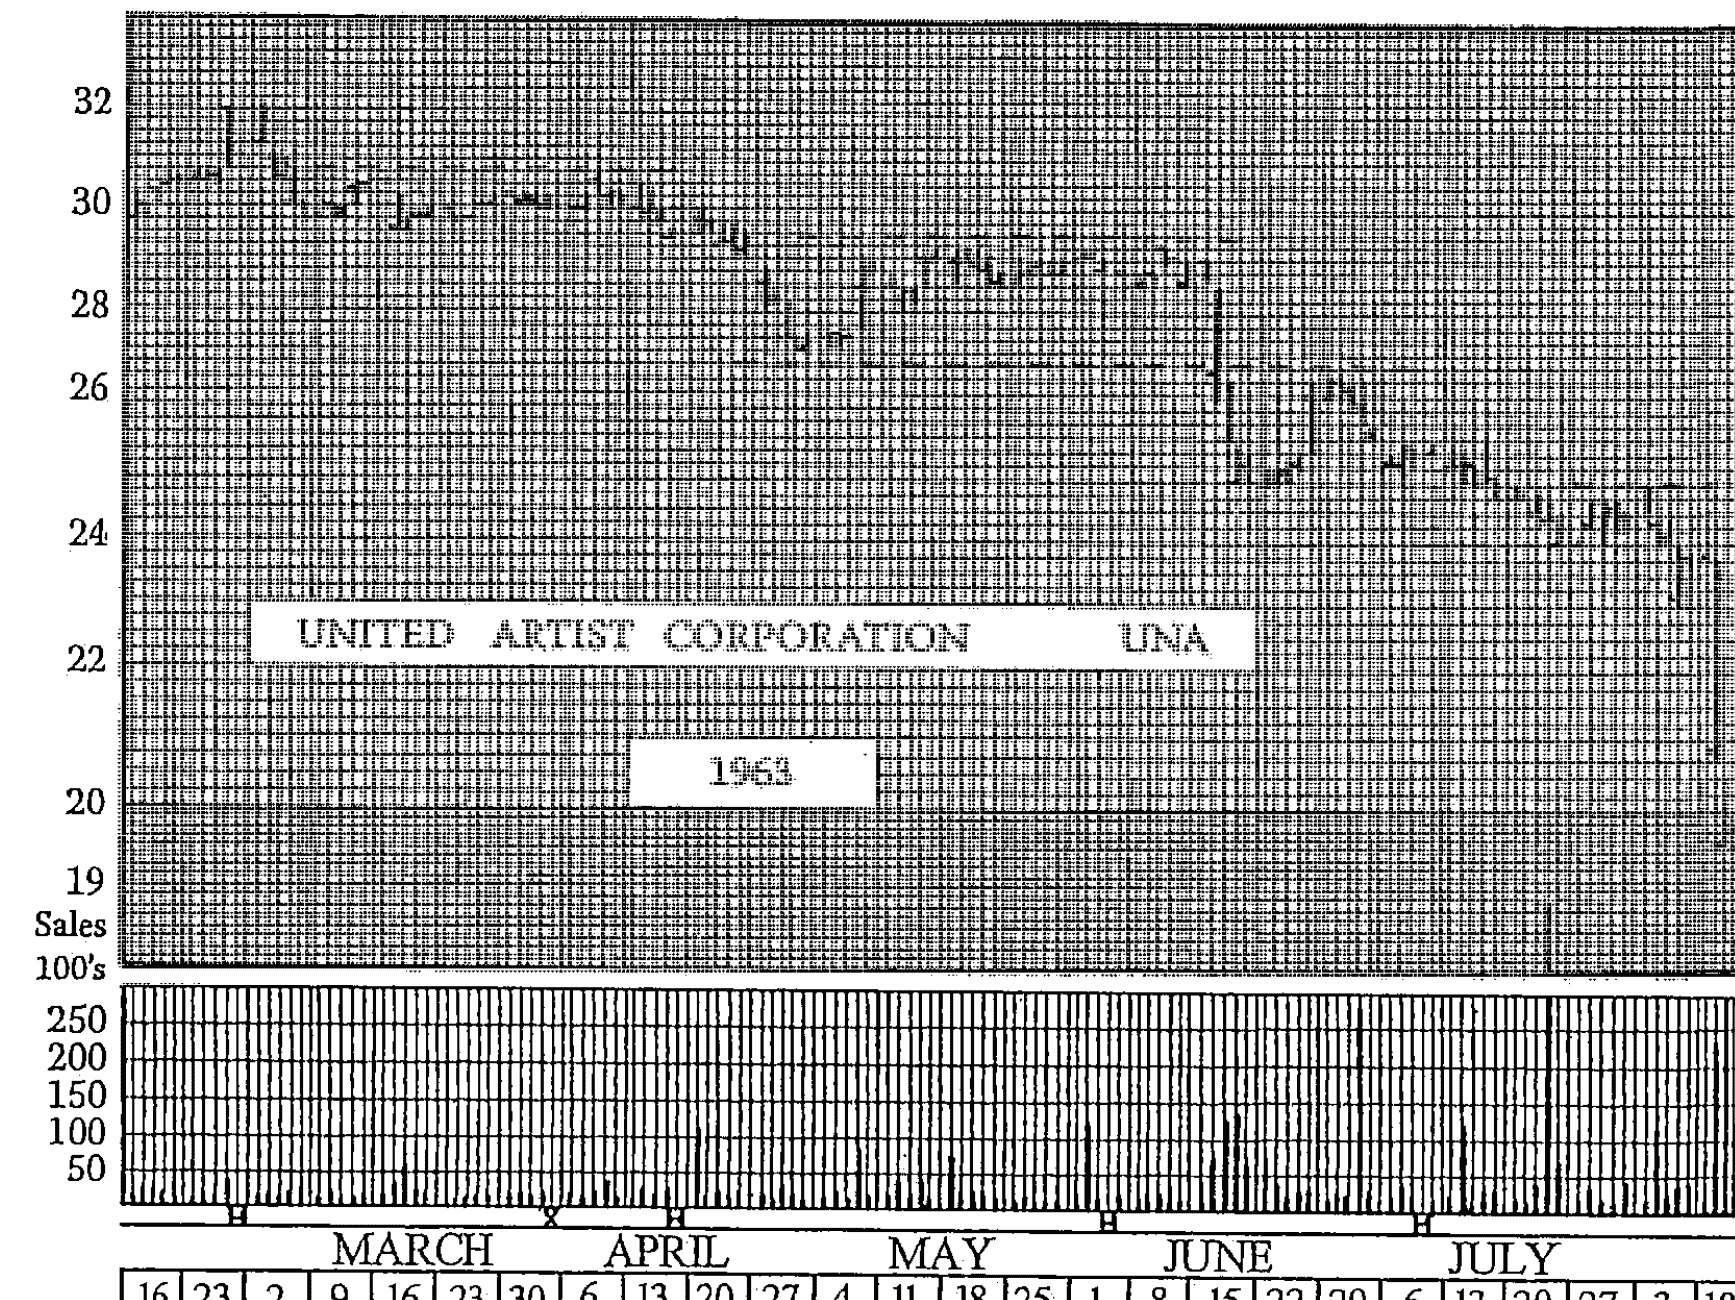 32
30
28
26
24
UNITED ARTIST CORPORATION UNA
22
1963
20
19
Sales
100's
250
200
150
100
50
H X H H H
MARCH APRIL MAY JUNE JULY
16 23 2 9 16 23 30 6 13 20 27 4 11 18 25 1 8 15 22 29 6 13 20 27 3 10